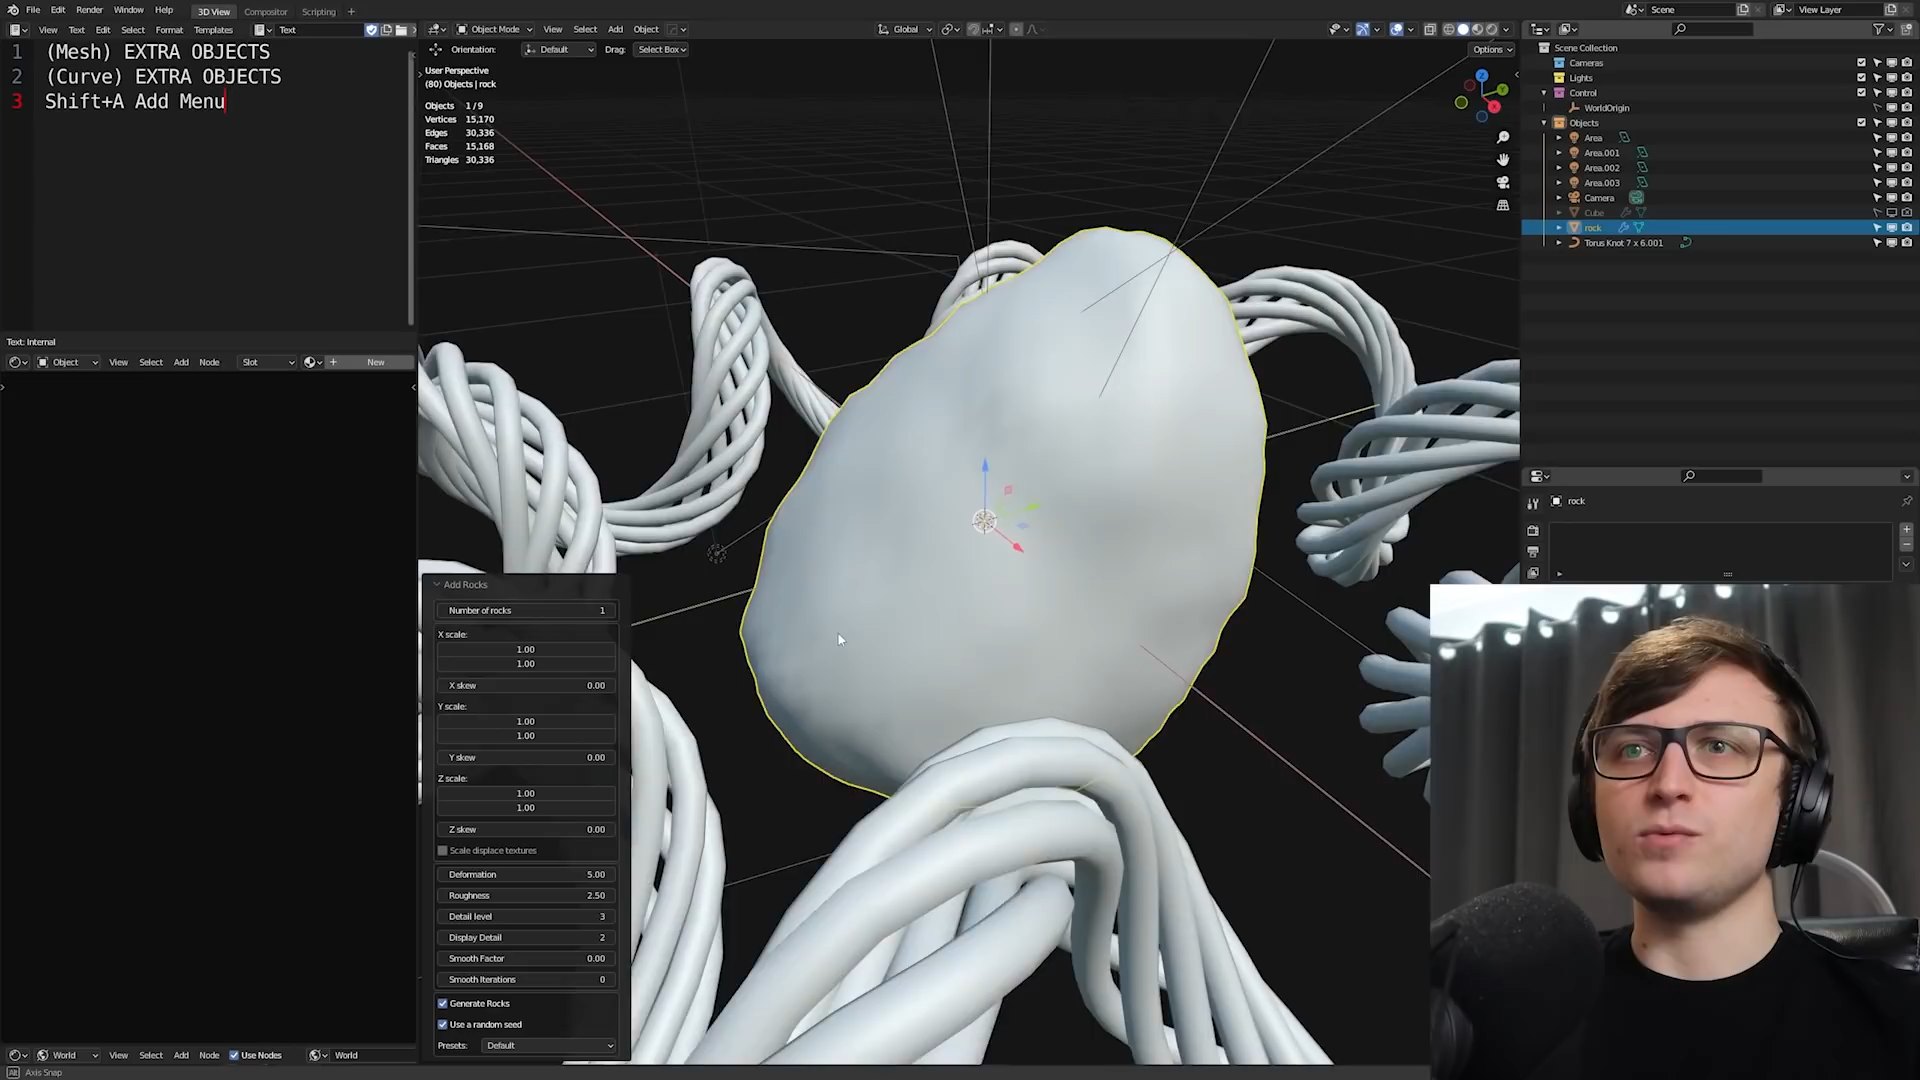 File Edit Render Window Help 3D View Compositor Scripting + Scene View Layer
View Text Edit Select Format Templates Text
Object Mode View Select Add Object Global
Orientation: Default Drag: Select Box Options
1 (Mesh) EXTRA OBJECTS
2 (Curve) EXTRA OBJECTS
3 Shift+A Add Menu
Text: Internal
Object View Select Add Node Slot + New
User Perspective
(80) Objects | rock
Objects 1/9
Vertices 15,170
Edges 30,336
Faces 15,168
Triangles 30,336
Z
Y
X
Add Rocks
Number of rocks 1
X scale:
1.00
1.00
X skew 0.00
Y scale:
1.00
1.00
Y skew 0.00
Z scale:
1.00
1.00
Z skew 0.00
Scale displace textures
Deformation 5.00
Roughness 2.50
Detail level 3
Display Detail 2
Smooth Factor 0.00
Smooth Iterations 0
Generate Rocks
Use a random seed
Presets: Default
Scene Collection
Cameras
Lights
Control
WorldOrigin
Objects
Area
Area.001
Area.002
Area.003
Camera
Cube
rock
Torus Knot 7 x 6.001
rock
World View Select Add Node Use Nodes World
Alt Axis Snap